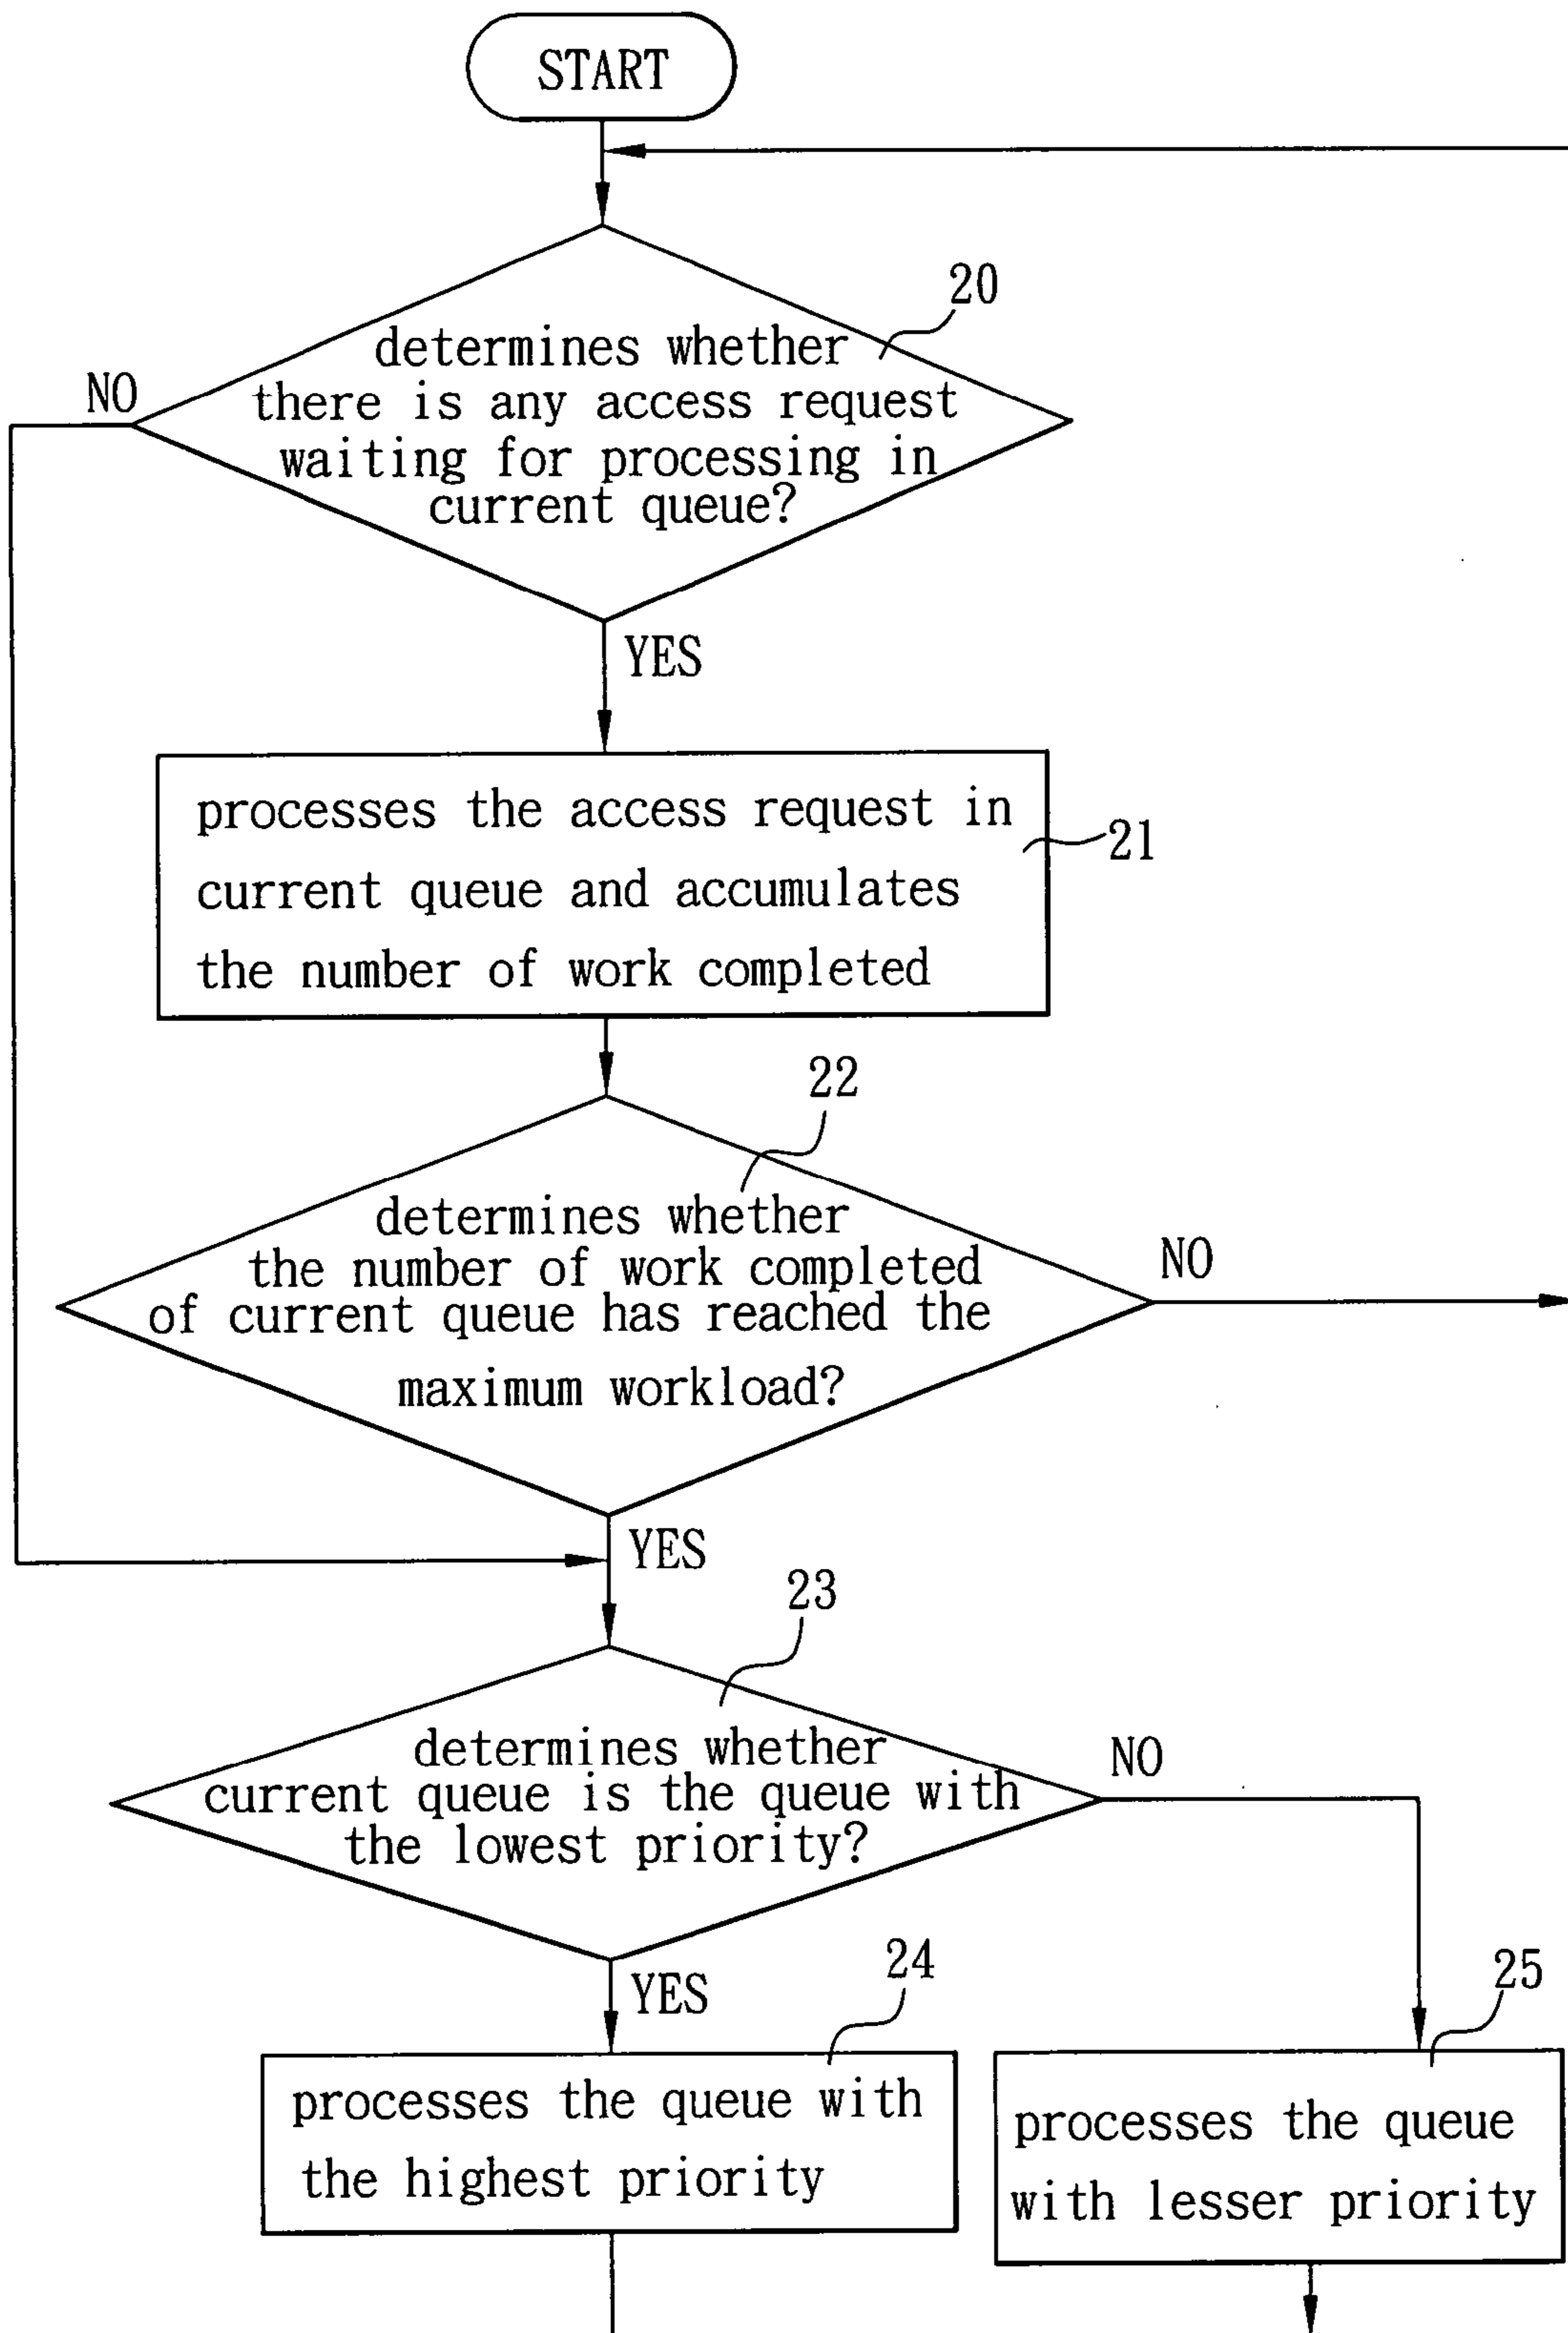 START
20
determines whether
there is any access request
waiting for processing in
current queue?
NO
YES
processes the access request in
current queue and accumulates
the number of work completed
21
22
determines whether
the number of work completed
of current queue has reached the
maximum workload?
NO
YES
23
determines whether
current queue is the queue with
the lowest priority?
NO
YES
24
processes the queue with
the highest priority
25
processes the queue
with lesser priority